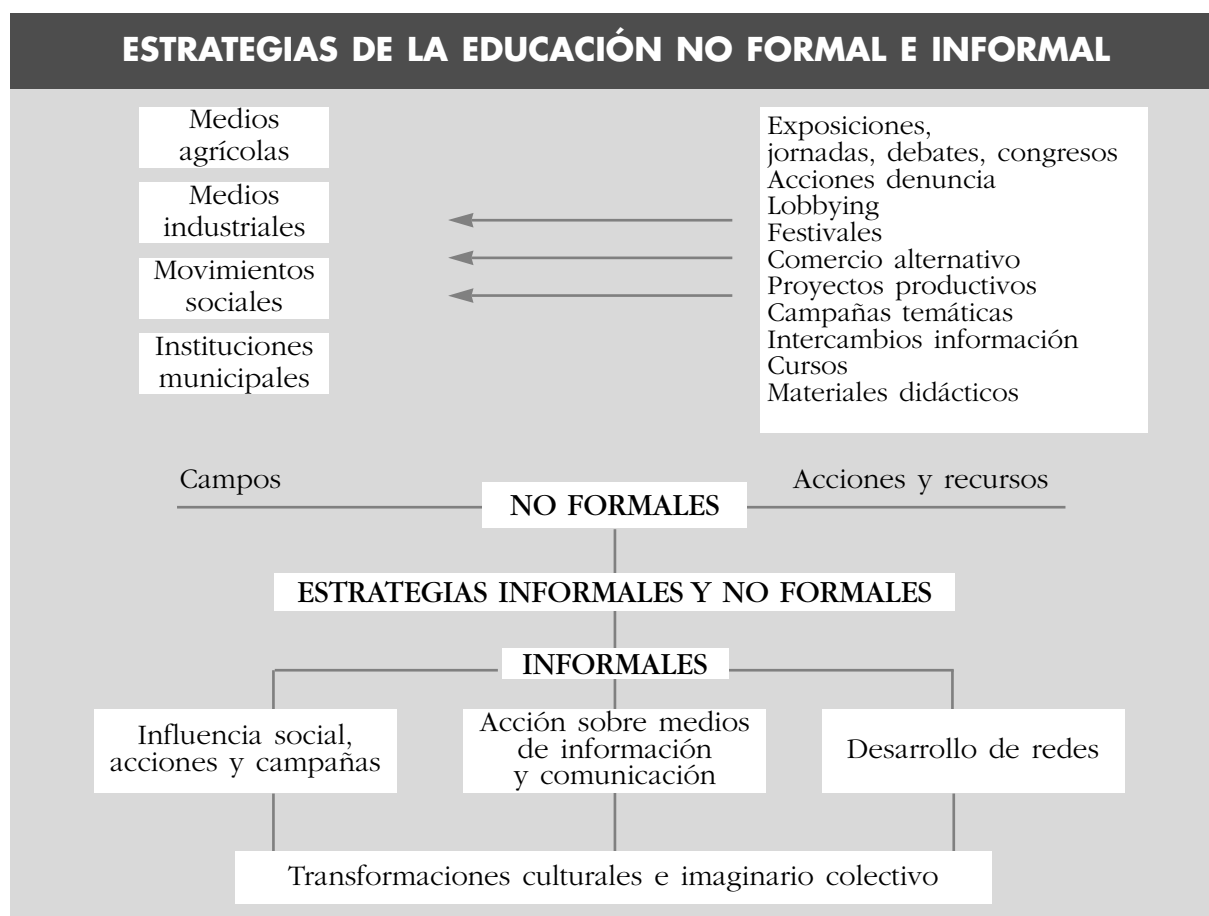 ESTRATEGIAS DE LA EDUCACIÓN NO FORMAL E INFORMAL
Medios
agrícolas
Medios
industriales
Movimientos
sociales
Instituciones
municipales
Exposiciones,
jornadas, debates, congresos
Acciones denuncia
Lobbying
Festivales
Comercio alternativo
Proyectos productivos
Campañas temáticas
Intercambios información
Cursos
Materiales didácticos
Campos
Acciones y recursos
NO FORMALES
ESTRATEGIAS INFORMALES Y NO FORMALES
INFORMALES
Influencia social,
acciones y campañas
Acción sobre medios
de información
y comunicación
Desarrollo de redes
Transformaciones culturales e imaginario colectivo